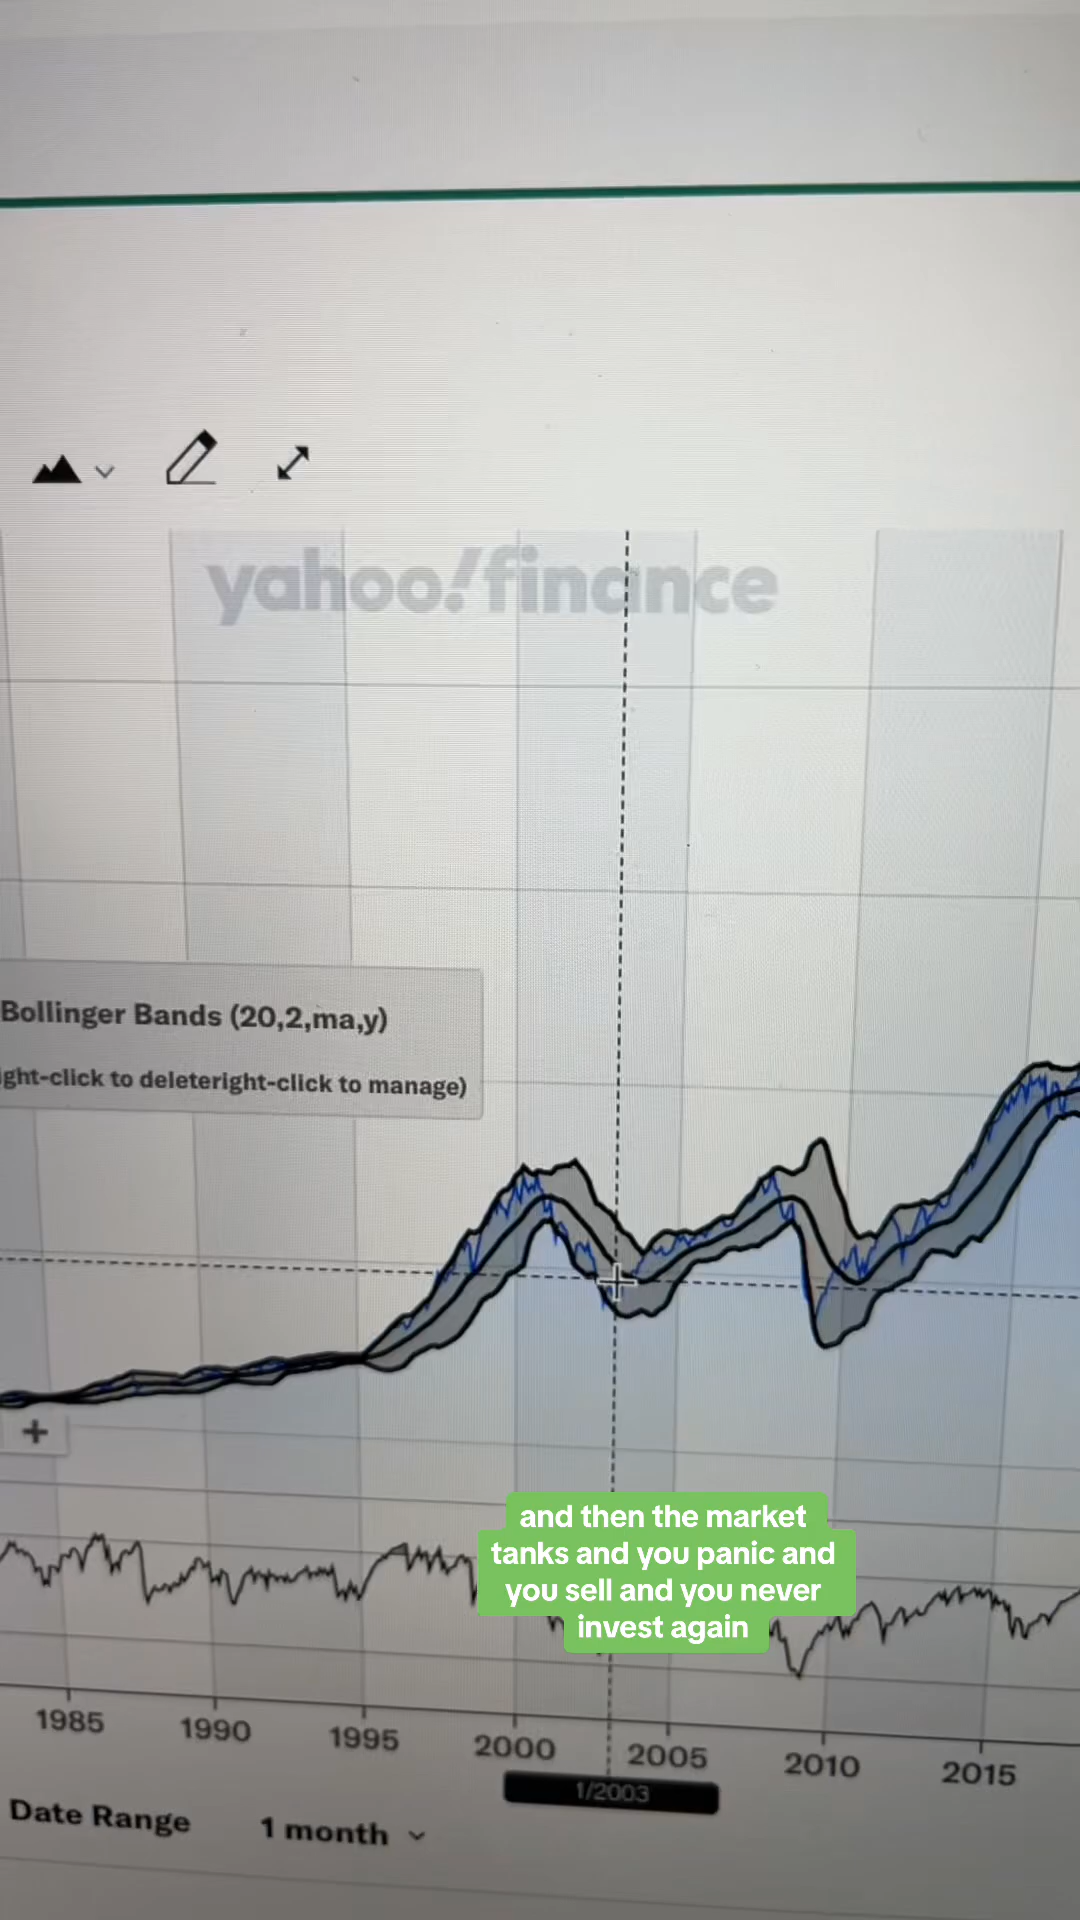 yahoo!finance
Bollinger Bands (20,2,ma,y)
ight-click to deleteright-click to manage)
and then the market
tanks and you panic and
you sell and you never
invest again
1985 1990 1995 2000 2005 2010 2015
1/2003
Date Range 1 month